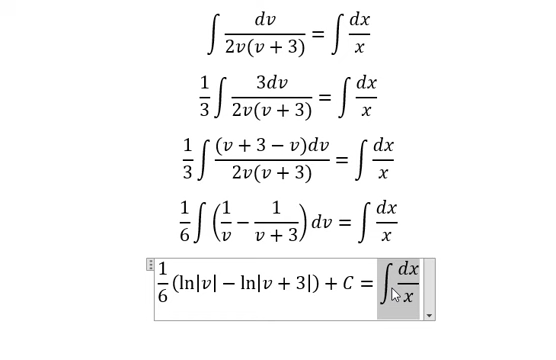 ∫ dv/(2v(v + 3)) = ∫ dx/x
1/3 ∫ 3dv/(2v(v + 3)) = ∫ dx/x
1/3 ∫ (v + 3 − v)dv/(2v(v + 3)) = ∫ dx/x
1/6 ∫ (1/v − 1/(v + 3)) dv = ∫ dx/x
1/6 (ln|v| − ln|v + 3|) + C = ∫ dx/x